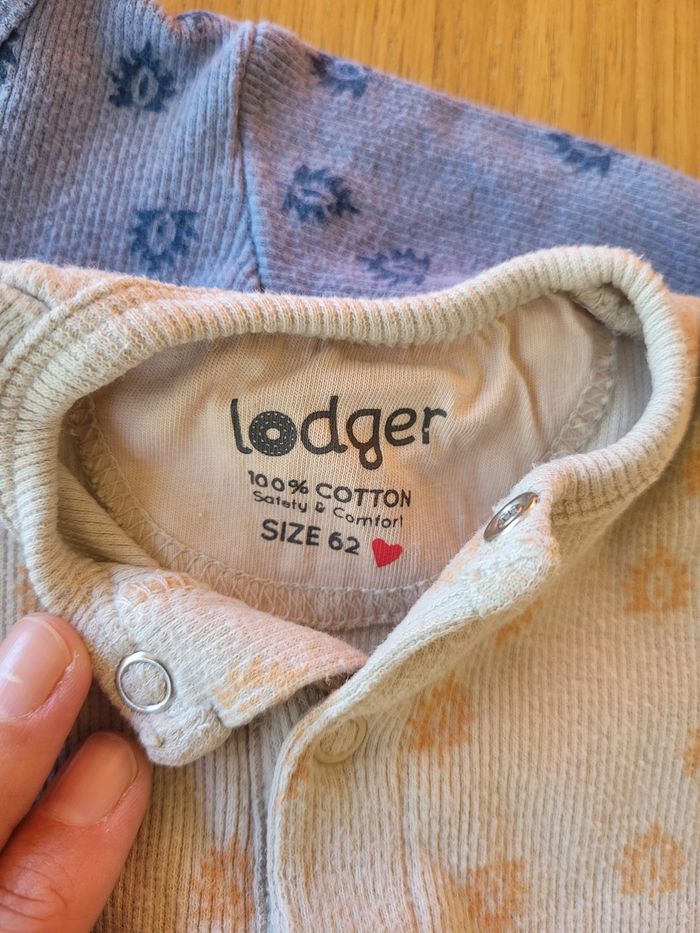 lodger
100% COTTON
Safety & Comfort
SIZE 62